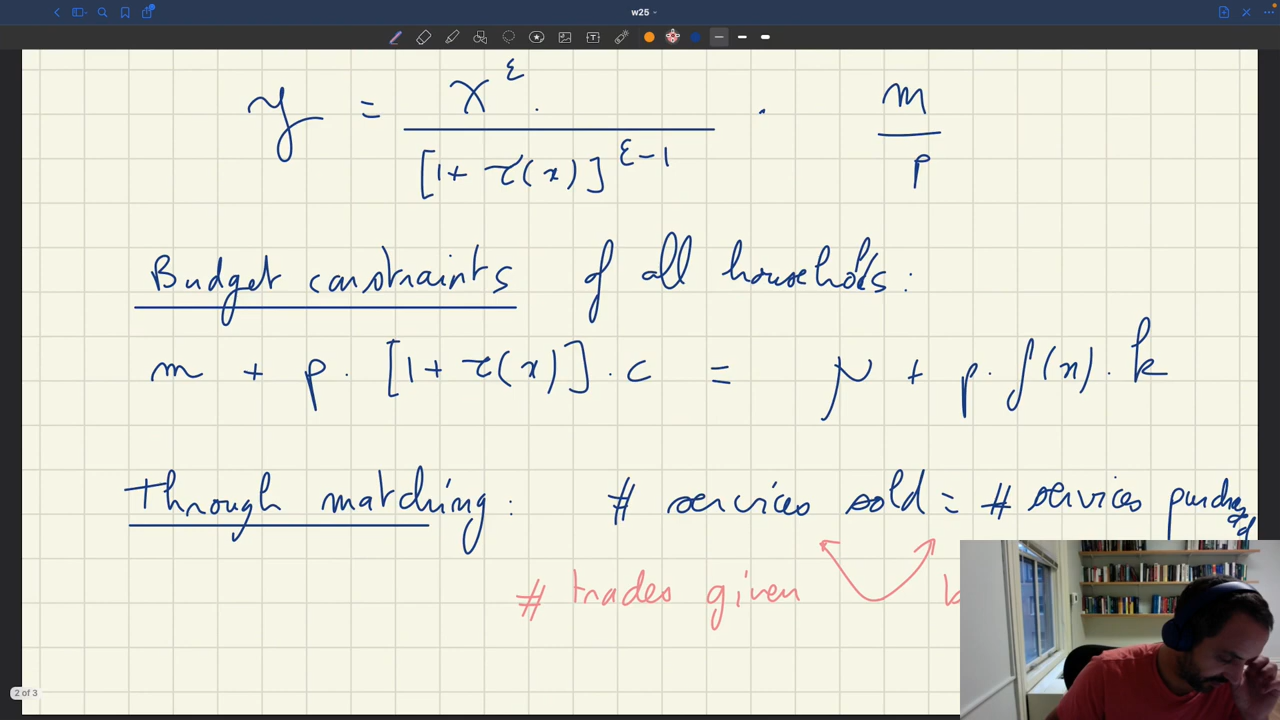 w25
y = x^ε / [1 + τ(x)]^{ε-1} · m / p
Budget constraints of all households:
m + p · [1 + τ(x)] · c = μ + p · f(x) · k
Through matching: # services sold = # services purchased
# trades given
2 of 3